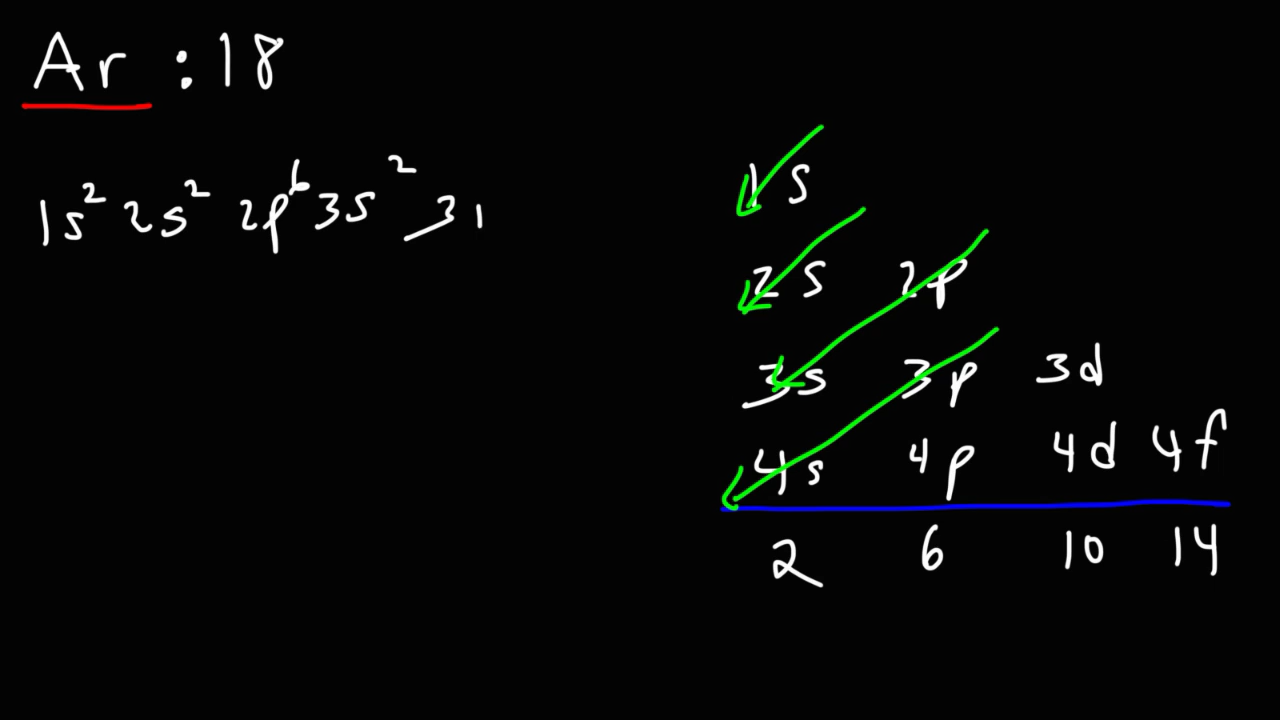 Ar : 18
1s² 2s² 2p⁶ 3s² 3
1s
2s 2p
3s 3p 3d
4s 4p 4d 4f
2 6 10 14